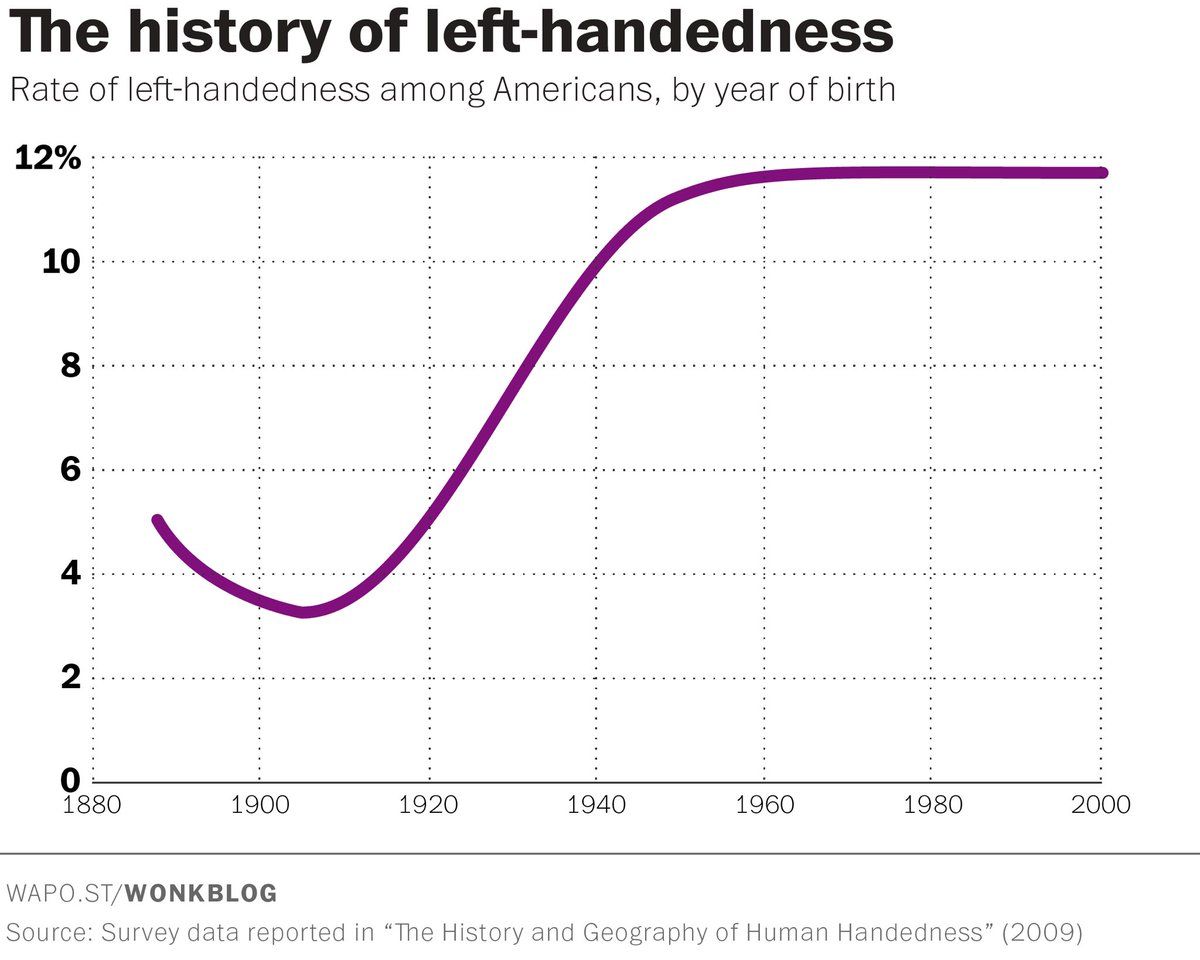 The history of left-handedness
Rate of left-handedness among Americans, by year of birth
12%
10
8
6
4
2
0
1880 1900 1920 1940 1960 1980 2000
WAPO.ST/WONKBLOG
Source: Survey data reported in “The History and Geography of Human Handedness” (2009)